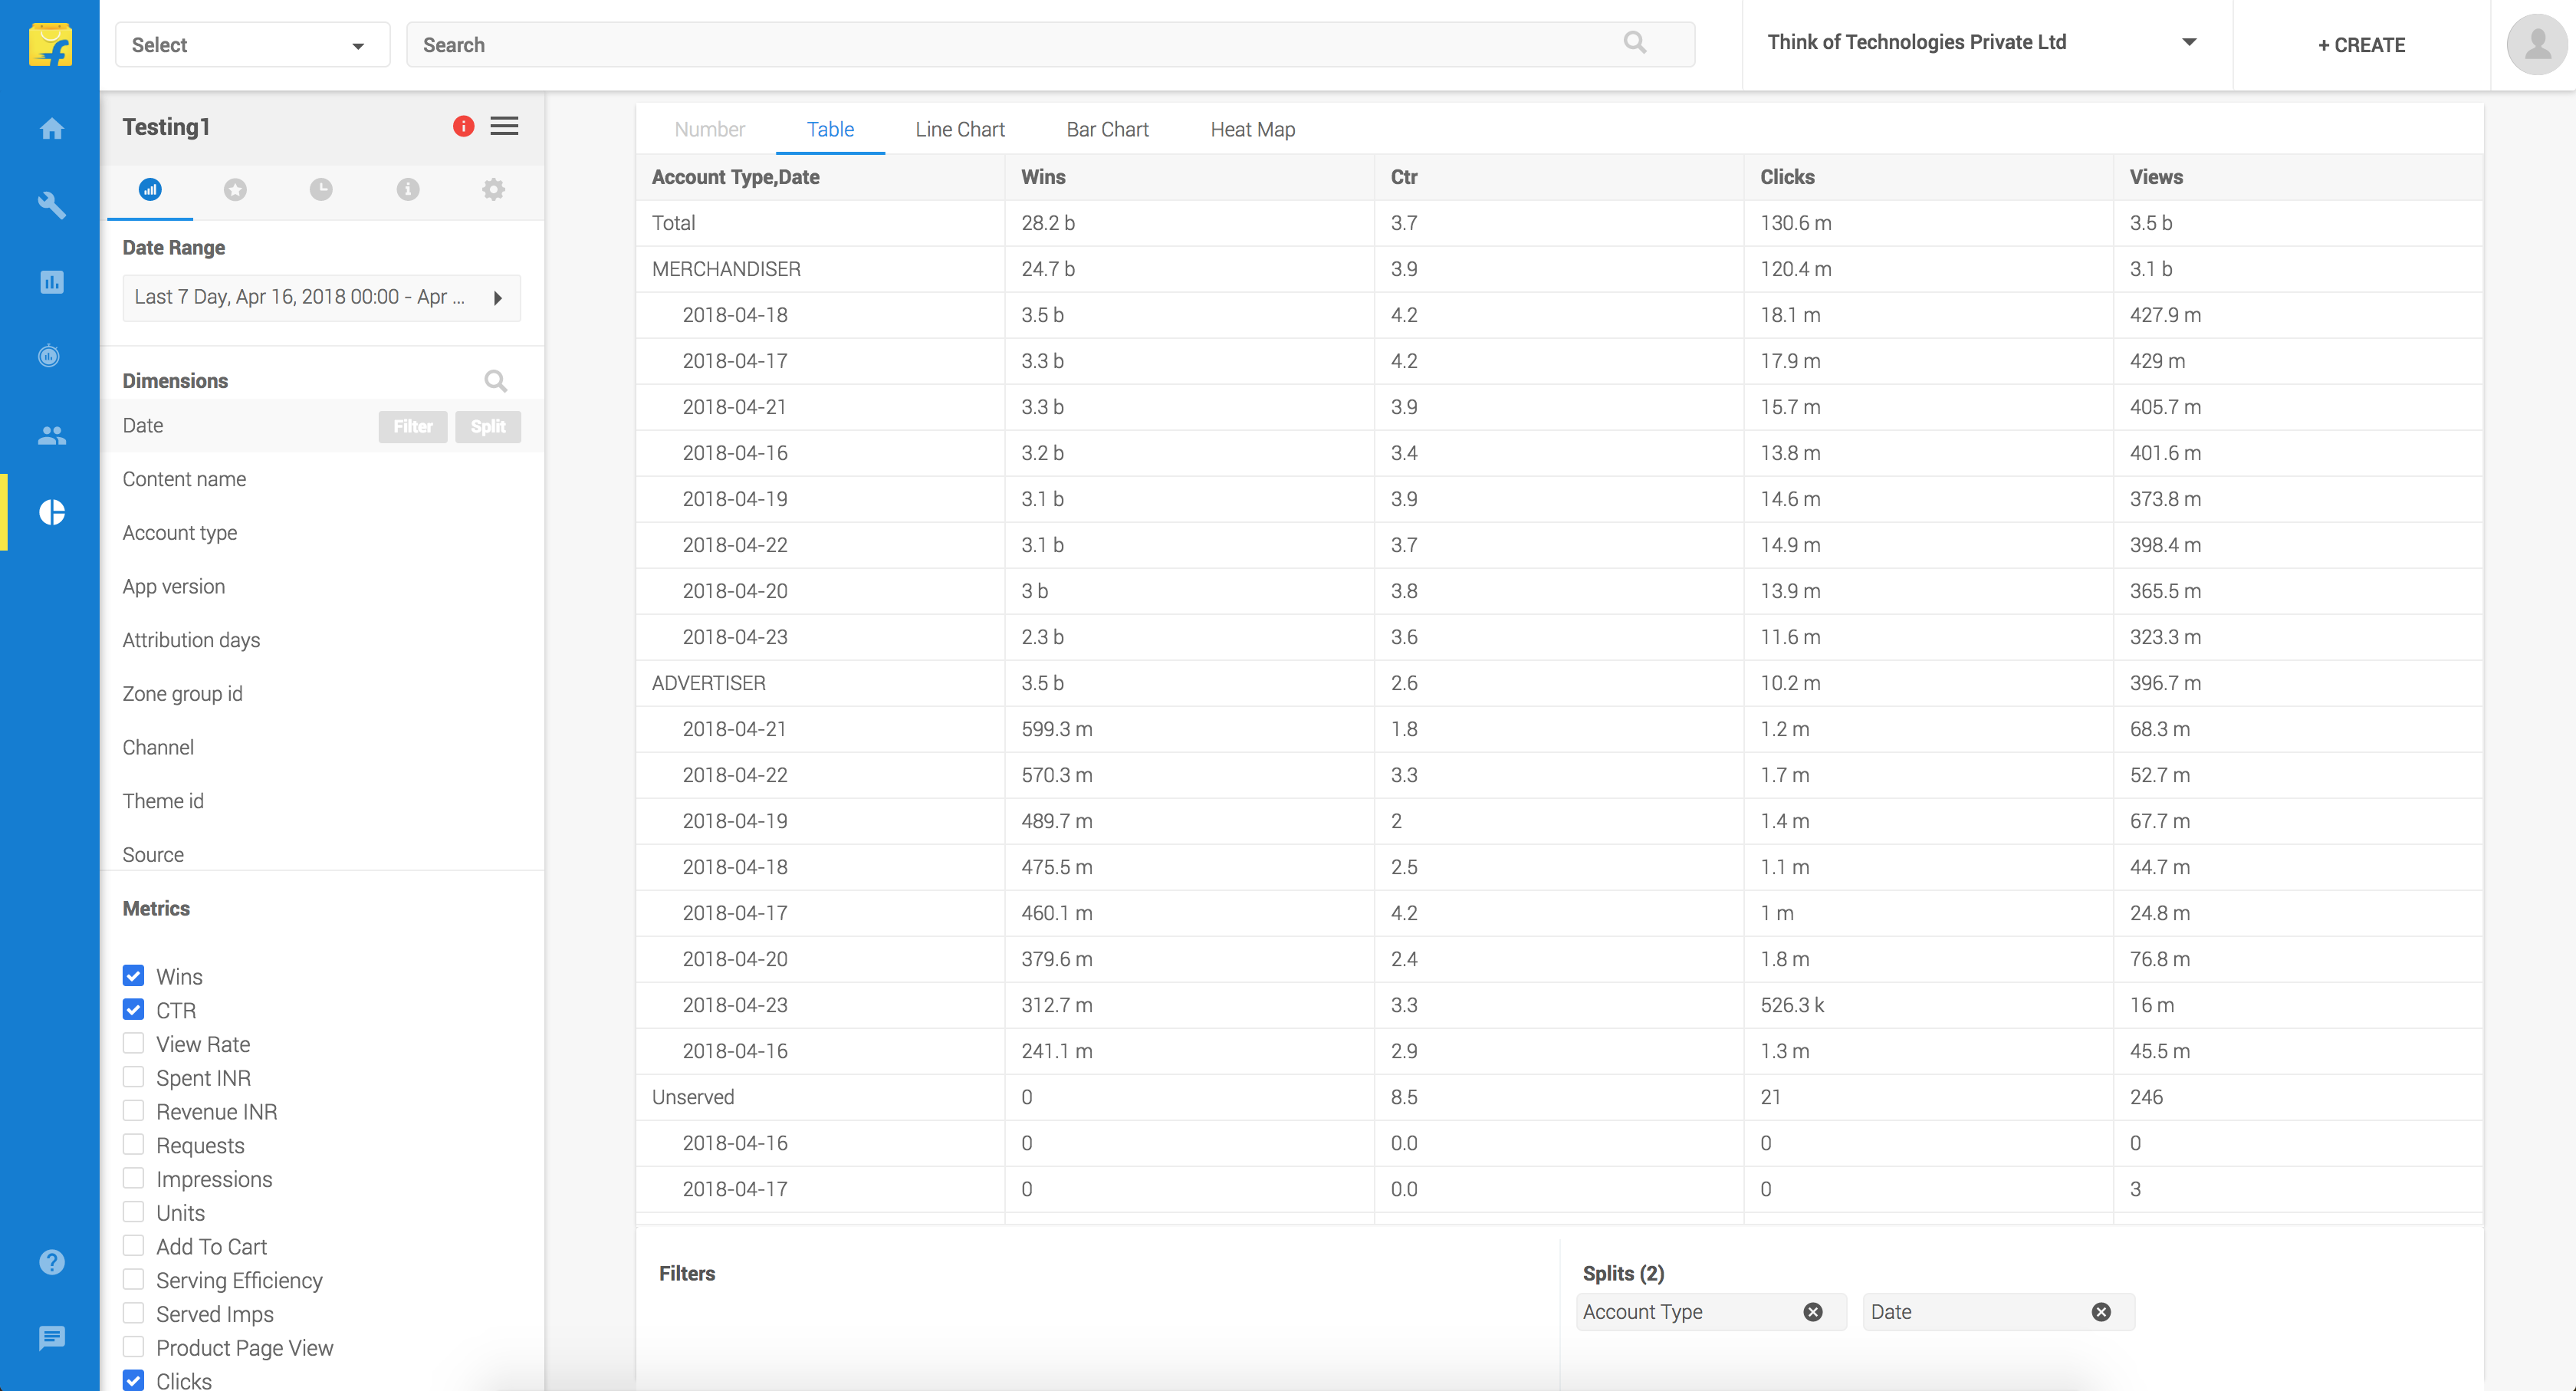 Select
Search
Think of Technologies Private Ltd
+ CREATE
Testing1
Date Range
Last 7 Day, Apr 16, 2018 00:00 - Apr ...
Dimensions
Date Filter Split
Content name
Account type
App version
Attribution days
Zone group id
Channel
Theme id
Source
Metrics
Wins
CTR
View Rate
Spent INR
Revenue INR
Requests
Impressions
Units
Add To Cart
Serving Efficiency
Served Imps
Product Page View
Clicks
Number Table Line Chart Bar Chart Heat Map
Account Type,Date Wins Ctr Clicks Views
Total 28.2 b 3.7 130.6 m 3.5 b
MERCHANDISER 24.7 b 3.9 120.4 m 3.1 b
2018-04-18 3.5 b 4.2 18.1 m 427.9 m
2018-04-17 3.3 b 4.2 17.9 m 429 m
2018-04-21 3.3 b 3.9 15.7 m 405.7 m
2018-04-16 3.2 b 3.4 13.8 m 401.6 m
2018-04-19 3.1 b 3.9 14.6 m 373.8 m
2018-04-22 3.1 b 3.7 14.9 m 398.4 m
2018-04-20 3 b 3.8 13.9 m 365.5 m
2018-04-23 2.3 b 3.6 11.6 m 323.3 m
ADVERTISER 3.5 b 2.6 10.2 m 396.7 m
2018-04-21 599.3 m 1.8 1.2 m 68.3 m
2018-04-22 570.3 m 3.3 1.7 m 52.7 m
2018-04-19 489.7 m 2 1.4 m 67.7 m
2018-04-18 475.5 m 2.5 1.1 m 44.7 m
2018-04-17 460.1 m 4.2 1 m 24.8 m
2018-04-20 379.6 m 2.4 1.8 m 76.8 m
2018-04-23 312.7 m 3.3 526.3 k 16 m
2018-04-16 241.1 m 2.9 1.3 m 45.5 m
Unserved 0 8.5 21 246
2018-04-16 0 0.0 0 0
2018-04-17 0 0.0 0 3
Filters
Splits (2)
Account Type Date